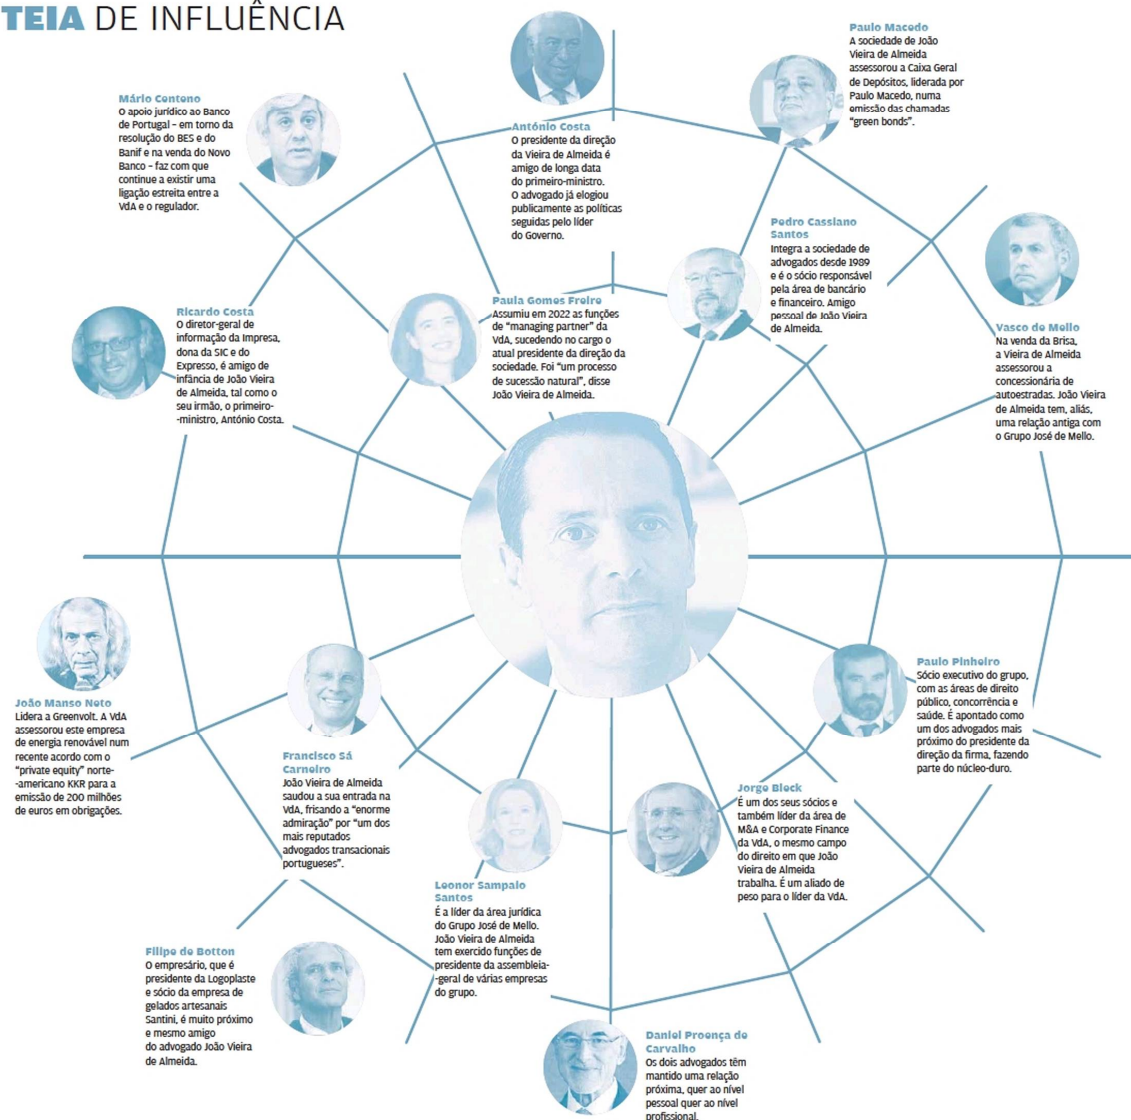 TEIA DE INFLUÊNCIA
Mário Centeno
O apoio jurídico ao Banco
de Portugal – em torno da
resolução do BES e do
Banif e na venda do Novo
Banco – faz com que
continue a existir uma
ligação estreita entre a
VdA e o regulador.
António Costa
O presidente da direção
da Vieira de Almeida é
amigo de longa data
do primeiro-ministro.
O advogado já elogiou
publicamente as políticas
seguidas pelo líder
do Governo.
Paulo Macedo
A sociedade de João
Vieira de Almeida
assessorou a Caixa Geral
de Depósitos, liderada por
Paulo Macedo, numa
emissão das chamadas
“green bonds”.
Pedro Cassiano
Santos
Integra a sociedade de
advogados desde 1989
e é o sócio responsável
pela área de bancário
e financeiro. Amigo
pessoal de João Vieira
de Almeida.
Vasco de Mello
Na venda da Brisa,
a Vieira de Almeida
assessorou a
concessionária de
autoestradas. João Vieira
de Almeida tem, aliás,
uma relação antiga com
o Grupo José de Mello.
Ricardo Costa
O diretor-geral de
informação da Impresa,
dona da SIC e do
Expresso, é amigo de
infância de João Vieira
de Almeida, tal como o
seu irmão, o primeiro-
-ministro, António Costa.
Paula Gomes Freire
Assumiu em 2022 as funções
de “managing partner” da
VdA, sucedendo no cargo o
atual presidente da direção da
sociedade. Foi “um processo
de sucessão natural”, disse
João Vieira de Almeida.
João Manso Neto
Lidera a Greenvolt. A VdA
assessorou este empresa
de energia renovável num
recente acordo com o
“private equity” norte-
-americano KKR para a
emissão de 200 milhões
de euros em obrigações.
Francisco Sá
Carneiro
João Vieira de Almeida
saudou a sua entrada na
VdA, frisando a “enorme
admiração” por “um dos
mais reputados
advogados transacionais
portugueses”.
Paulo Pinheiro
Sócio executivo do grupo,
com as áreas de direito
público, concorrência e
saúde. É apontado como
um dos advogados mais
próximo do presidente da
direção da firma, fazendo
parte do núcleo-duro.
Jorge Bleck
É um dos seus sócios e
também líder da área de
M&A e Corporate Finance
da VdA, o mesmo campo
do direito em que João
Vieira de Almeida
trabalha. É um aliado de
peso para o líder da VdA.
Leonor Sampaio
Santos
É a líder da área jurídica
do Grupo José de Mello.
João Vieira de Almeida
tem exercido funções de
presidente da assembleia-
-geral de várias empresas
do grupo.
Filipe de Botton
O empresário, que é
presidente da Logoplaste
e sócio da empresa de
gelados artesanais
Santini, é muito próximo
e mesmo amigo
do advogado João Vieira
de Almeida.
Daniel Proença de
Carvalho
Os dois advogados têm
mantido uma relação
próxima, quer ao nível
pessoal quer ao nível
profissional.